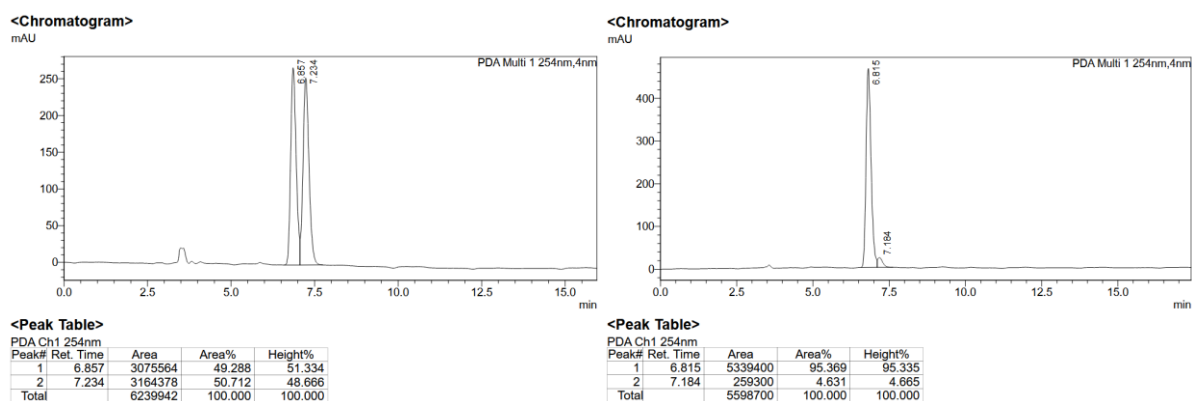 <Chromatogram>
mAU
PDA Multi 1 254nm,4nm
6.857
7.234
250
200
150
100
50
0
0.0 2.5 5.0 7.5 10.0 12.5 15.0
min
<Peak Table>
PDA Ch1 254nm
Peak# Ret. Time Area Area% Height%
1 6.857 3075564 49.288 51.334
2 7.234 3164378 50.712 48.666
Total 6239942 100.000 100.000
<Chromatogram>
mAU
PDA Multi 1 254nm,4nm
6.815
7.184
400
300
200
100
0
0.0 2.5 5.0 7.5 10.0 12.5 15.0
min
<Peak Table>
PDA Ch1 254nm
Peak# Ret. Time Area Area% Height%
1 6.815 5339400 95.369 95.335
2 7.184 259300 4.631 4.665
Total 5598700 100.000 100.000